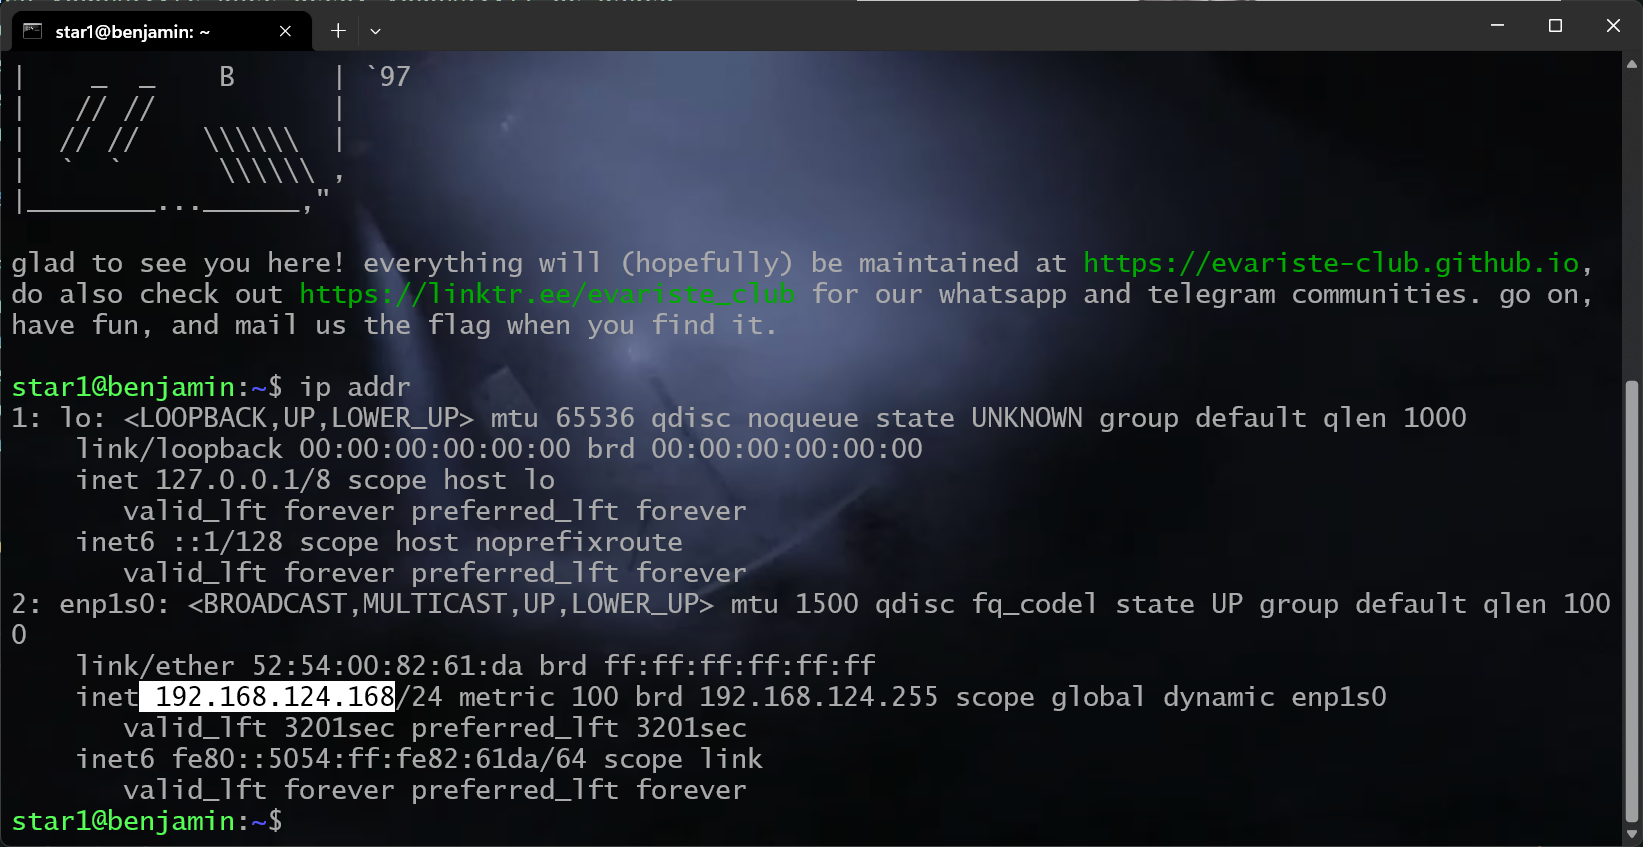 star1@benjamin: ~
|    _  _    B      | `97
|   // //           |
|  // //    \\\\\\  |
|  `  `      \\\\\\ ,
|________...______,"
glad to see you here! everything will (hopefully) be maintained at https://evariste-club.github.io,
do also check out https://linktr.ee/evariste_club for our whatsapp and telegram communities. go on,
have fun, and mail us the flag when you find it.
star1@benjamin:~$ ip addr
1: lo: <LOOPBACK,UP,LOWER_UP> mtu 65536 qdisc noqueue state UNKNOWN group default qlen 1000
    link/loopback 00:00:00:00:00:00 brd 00:00:00:00:00:00
    inet 127.0.0.1/8 scope host lo
       valid_lft forever preferred_lft forever
    inet6 ::1/128 scope host noprefixroute
       valid_lft forever preferred_lft forever
2: enp1s0: <BROADCAST,MULTICAST,UP,LOWER_UP> mtu 1500 qdisc fq_codel state UP group default qlen 100
0
    link/ether 52:54:00:82:61:da brd ff:ff:ff:ff:ff:ff
    inet 192.168.124.168/24 metric 100 brd 192.168.124.255 scope global dynamic enp1s0
       valid_lft 3201sec preferred_lft 3201sec
    inet6 fe80::5054:ff:fe82:61da/64 scope link
       valid_lft forever preferred_lft forever
star1@benjamin:~$